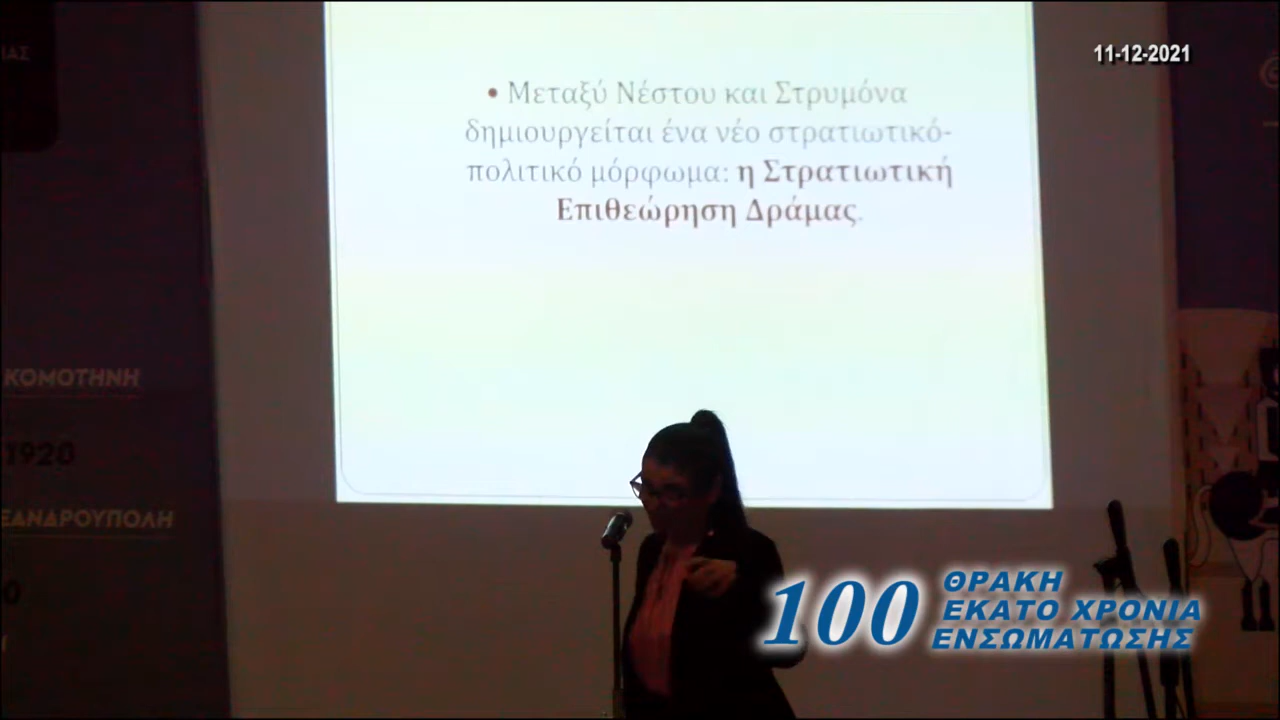 11-12-2021
• Μεταξύ Νέστου και Στρυμόνα
δημιουργείται ένα νέο στρατιωτικό-
πολιτικό μόρφωμα: η Στρατιωτική
Επιθεώρηση Δράμας.
ΚΟΜΟΤΗΝΗ
1920
ΕΑΝΔΡΟΥΠΟΛΗ
100
ΘΡΑΚΗ
ΕΚΑΤΟ ΧΡΟΝΙΑ
ΕΝΣΩΜΑΤΩΣΗΣ